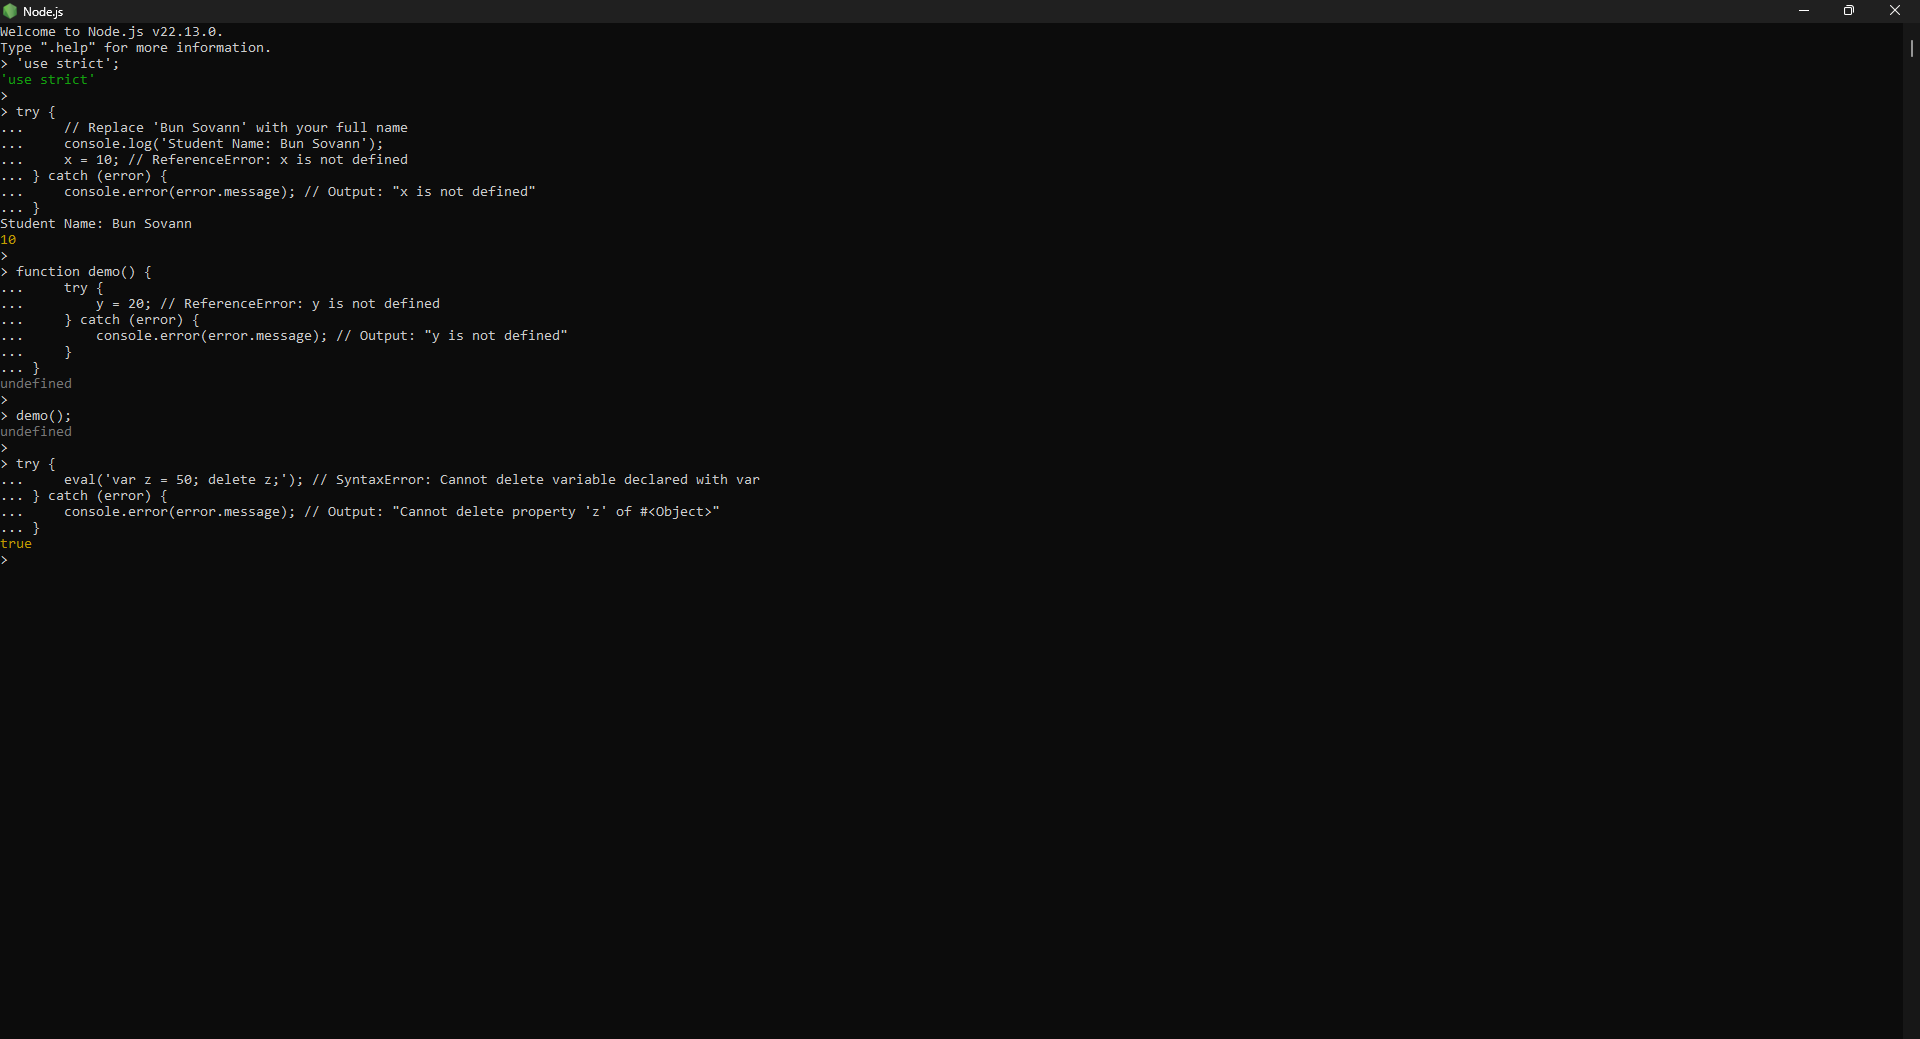 Node.js
Welcome to Node.js v22.13.0.
Type ".help" for more information.
> 'use strict';
'use strict'
>
> try {
...     // Replace 'Bun Sovann' with your full name
...     console.log('Student Name: Bun Sovann');
...     x = 10; // ReferenceError: x is not defined
... } catch (error) {
...     console.error(error.message); // Output: "x is not defined"
... }
Student Name: Bun Sovann
10
>
> function demo() {
...     try {
...         y = 20; // ReferenceError: y is not defined
...     } catch (error) {
...         console.error(error.message); // Output: "y is not defined"
...     }
... }
undefined
>
> demo();
undefined
>
> try {
...     eval('var z = 50; delete z;'); // SyntaxError: Cannot delete variable declared with var
... } catch (error) {
...     console.error(error.message); // Output: "Cannot delete property 'z' of #<Object>"
... }
true
>